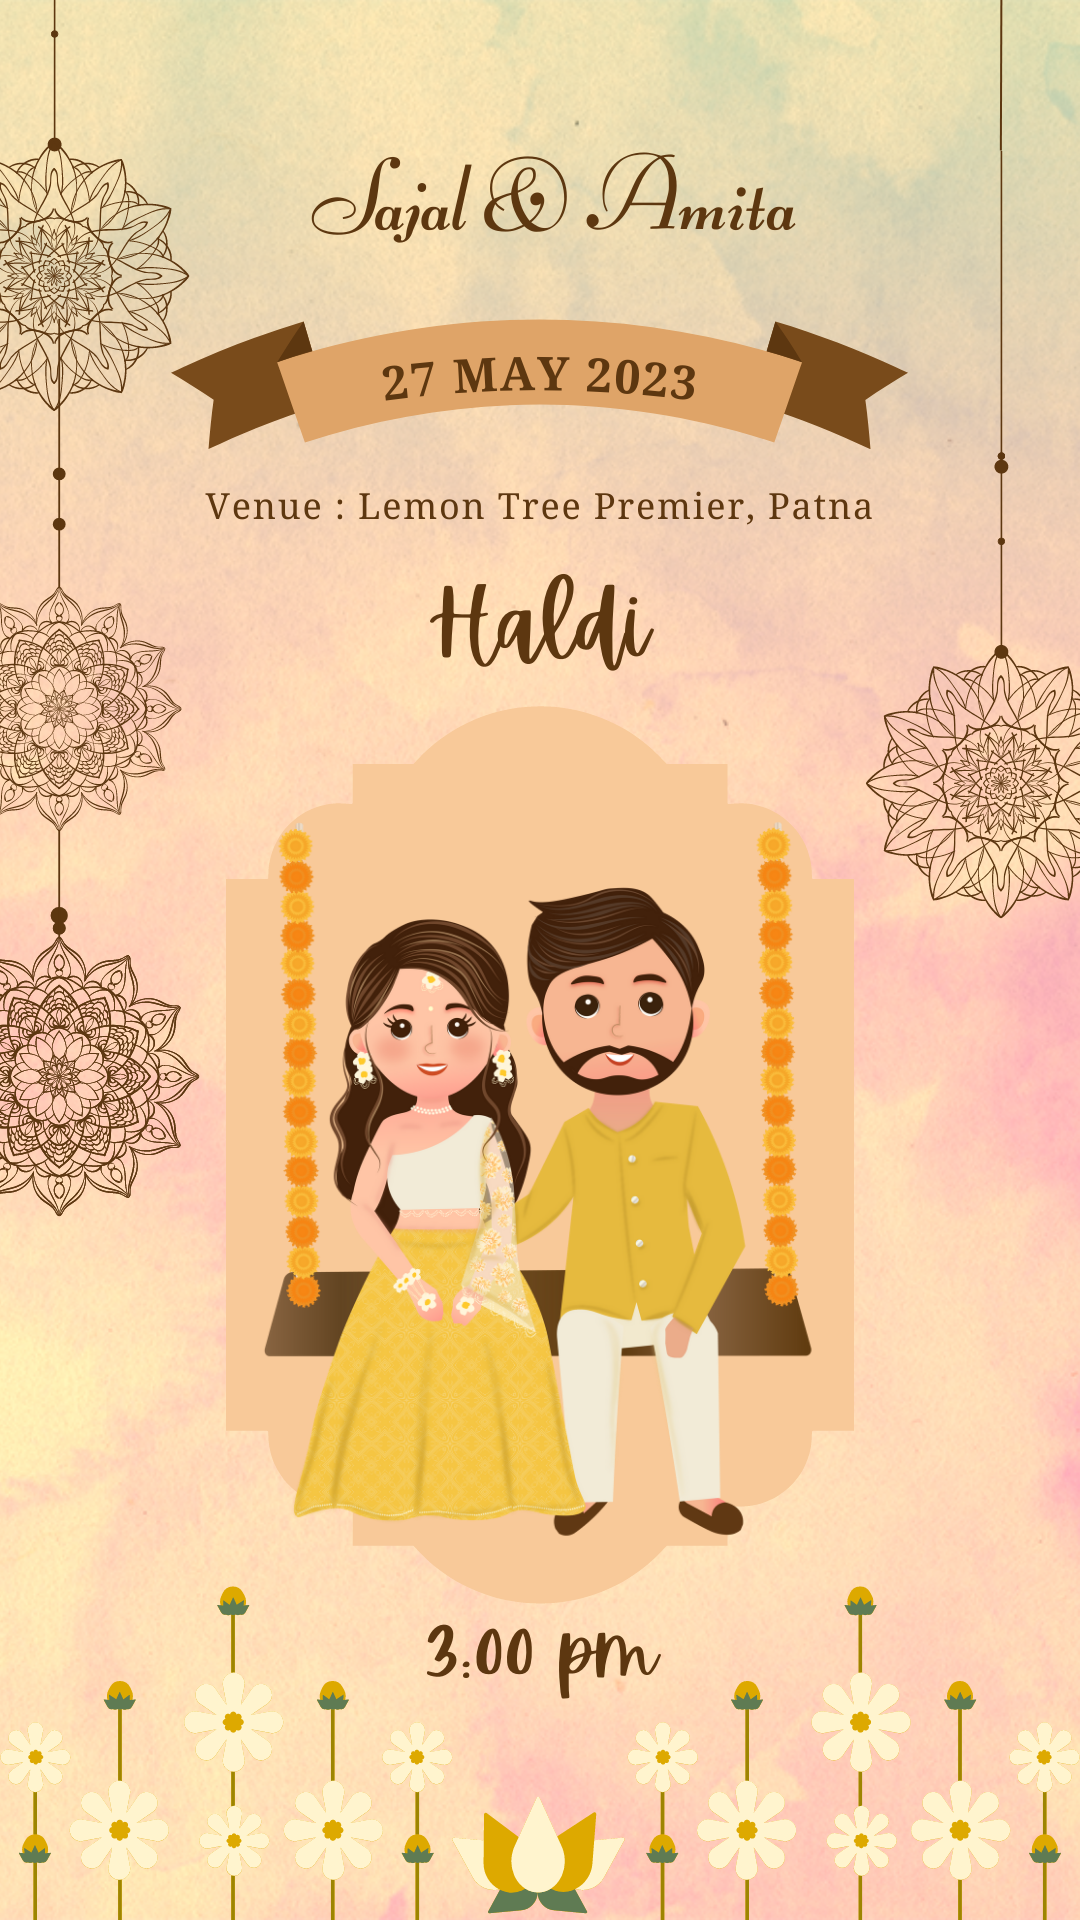 Sajal & Amita
27 MAY 2023
Venue : Lemon Tree Premier, Patna
Haldi
3:00 pm